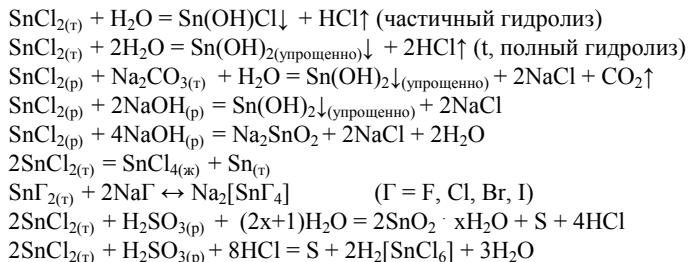 SnCl₂₍ₜ₎ + H₂O = Sn(OH)Cl↓ + HCl↑ (частичный гидролиз)
SnCl₂₍ₜ₎ + 2H₂O = Sn(OH)₂₍упрощенно₎↓ + 2HCl↑ (t, полный гидролиз)
SnCl₂₍ₚ₎ + Na₂CO₃₍ₜ₎ + H₂O = Sn(OH)₂↓₍упрощенно₎ + 2NaCl + CO₂↑
SnCl₂₍ₚ₎ + 2NaOH₍ₚ₎ = Sn(OH)₂↓₍упрощенно₎ + 2NaCl
SnCl₂₍ₚ₎ + 4NaOH₍ₚ₎ = Na₂SnO₂ + 2NaCl + 2H₂O
2SnCl₂₍ₜ₎ = SnCl₄₍ж₎ + Sn₍ₜ₎
SnГ₂₍ₜ₎ + 2NaГ ↔ Na₂[SnГ₄] (Г = F, Cl, Br, I)
2SnCl₂₍ₜ₎ + H₂SO₃₍ₚ₎ + (2x+1)H₂O = 2SnO₂ · xH₂O + S + 4HCl
2SnCl₂₍ₜ₎ + H₂SO₃₍ₚ₎ + 8HCl = S + 2H₂[SnCl₆] + 3H₂O